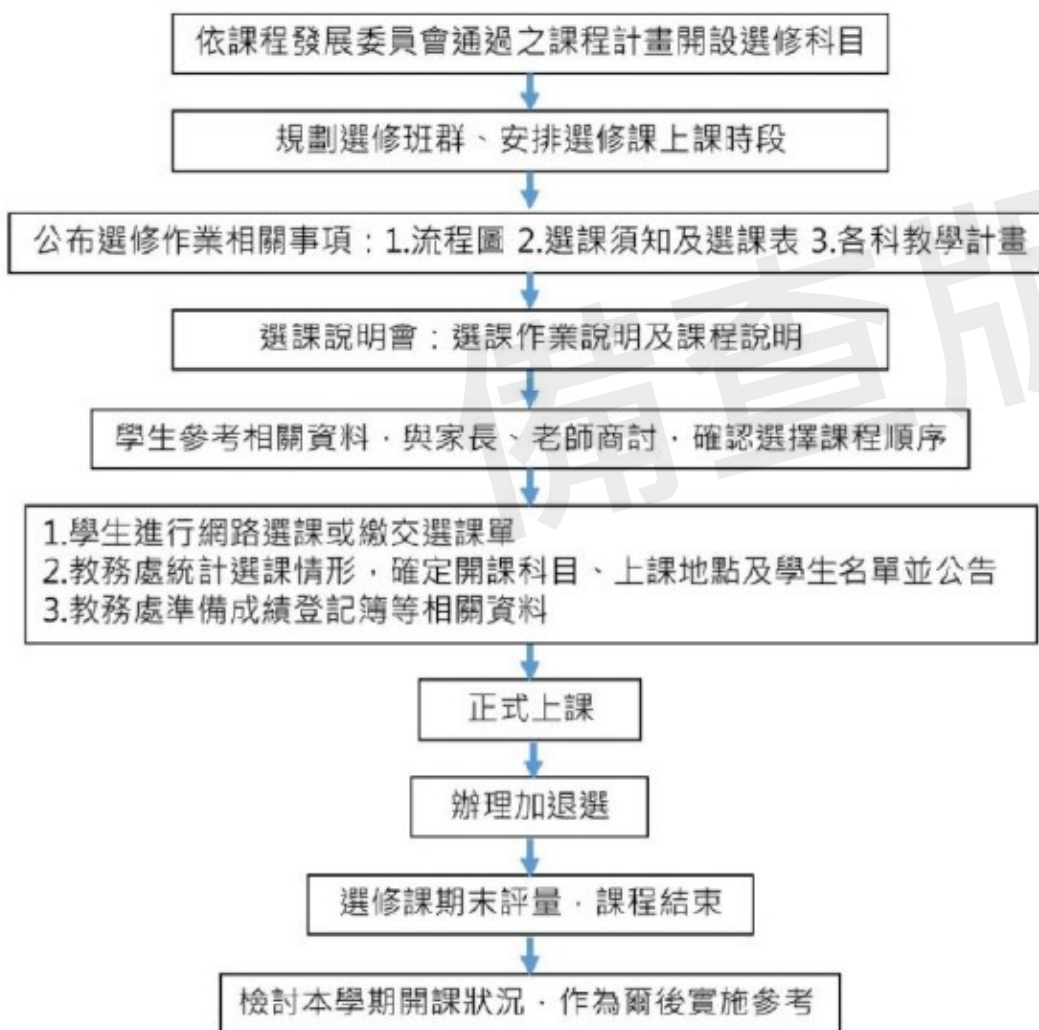 依課程發展委員會通過之課程計畫開設選修科目
規劃選修班群、安排選修課上課時段
公布選修作業相關事項：1.流程圖 2.選課須知及選課表 3.各科教學計畫
選課說明會：選課作業說明及課程說明
學生參考相關資料，與家長、老師商討，確認選擇課程順序
1.學生進行網路選課或繳交選課單
2.教務處統計選課情形，確定開課科目、上課地點及學生名單並公告
3.教務處準備成績登記簿等相關資料
正式上課
辦理加退選
選修課期末評量，課程結束
檢討本學期開課狀況，作為爾後實施參考
備查版